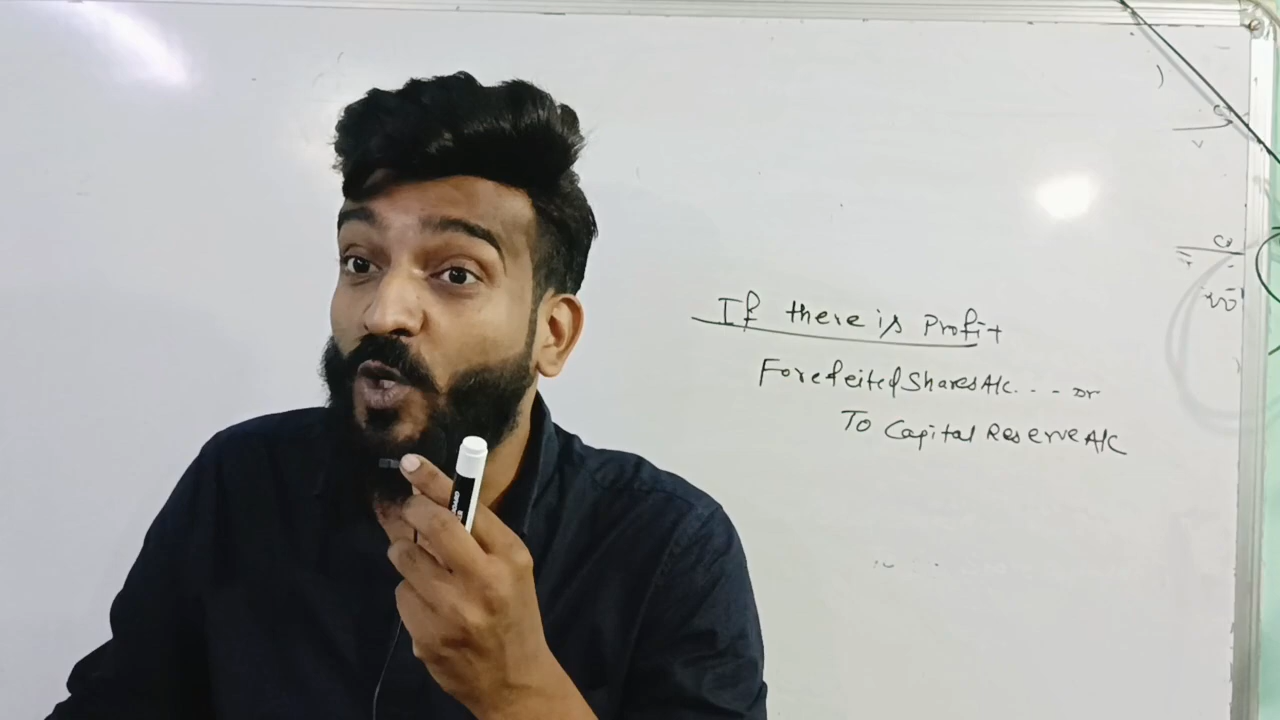 If there is Profit
Forefeited Shares A/c. . - - Dr
To Capital Reserve A/C